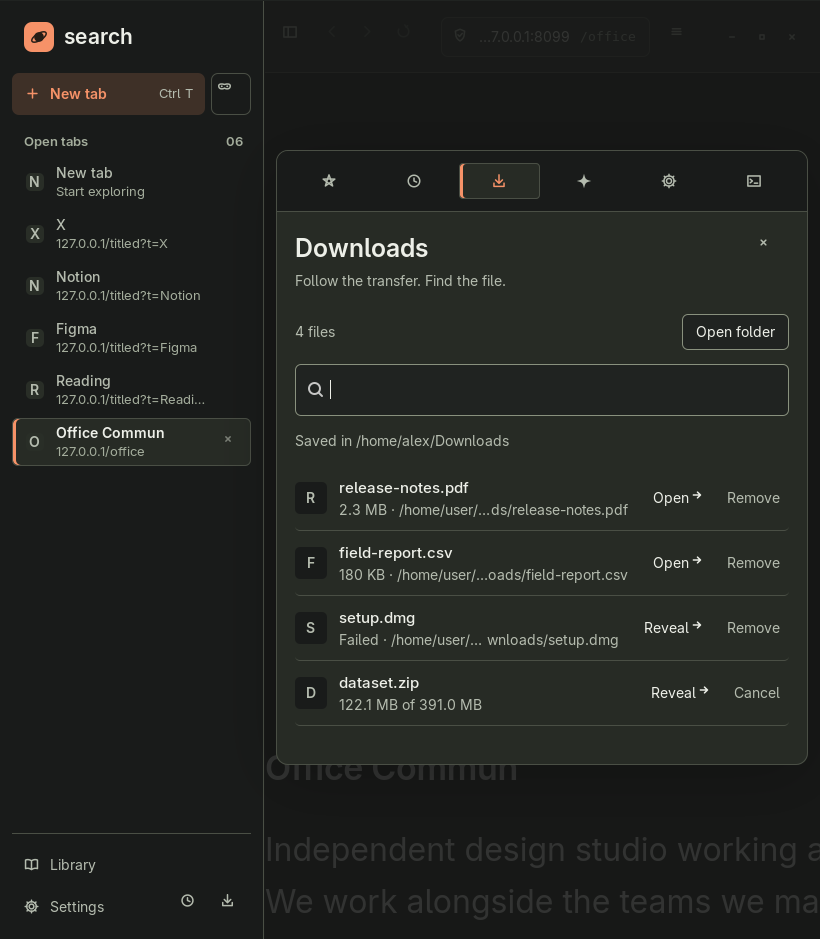 search
New tab
Ctrl T
Open tabs
06
N
New tab
Start exploring
X
X
127.0.0.1/titled?t=X
N
Notion
127.0.0.1/titled?t=Notion
F
Figma
127.0.0.1/titled?t=Figma
R
Reading
127.0.0.1/titled?t=Readi...
O
Office Commun
127.0.0.1/office
Library
Settings
...7.0.0.1:8099 /office
Downloads
Follow the transfer. Find the file.
4 files
Open folder
Saved in /home/alex/Downloads
R
release-notes.pdf
2.3 MB · /home/user/...ds/release-notes.pdf
Open
Remove
F
field-report.csv
180 KB · /home/user/...oads/field-report.csv
Open
Remove
S
setup.dmg
Failed · /home/user/... wnloads/setup.dmg
Reveal
Remove
D
dataset.zip
122.1 MB of 391.0 MB
Reveal
Cancel
Office Commun
Independent design studio working a
We work alongside the teams we ma